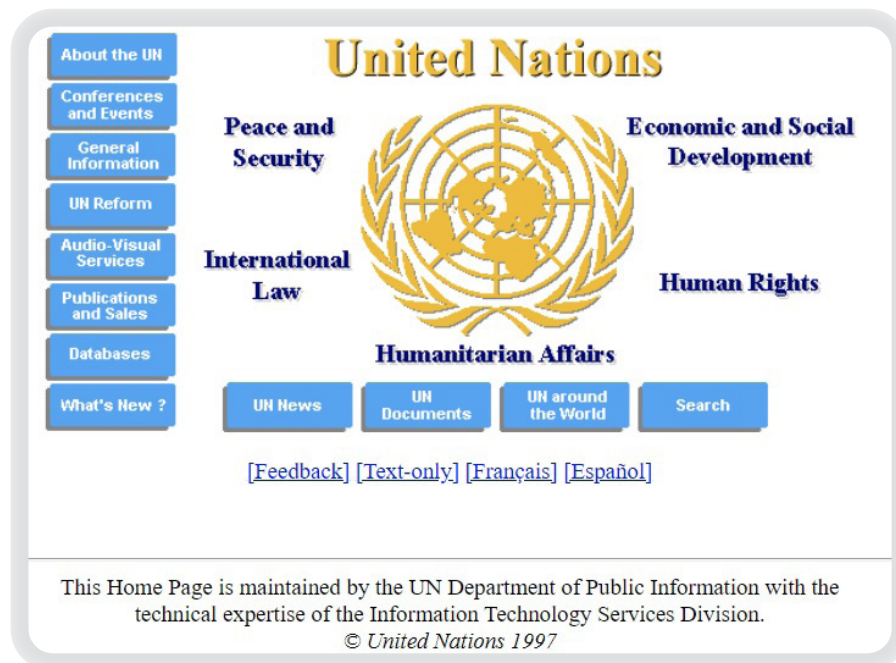 United Nations
About the UN
Conferences
and Events
General
Information
UN Reform
Audio-Visual
Services
Publications
and Sales
Databases
What's New ?
Peace and
Security
Economic and Social
Development
International
Law
Human Rights
Humanitarian Affairs
UN News
UN
Documents
UN around
the World
Search
[Feedback] [Text-only] [Français] [Español]
This Home Page is maintained by the UN Department of Public Information with the
technical expertise of the Information Technology Services Division.
© United Nations 1997